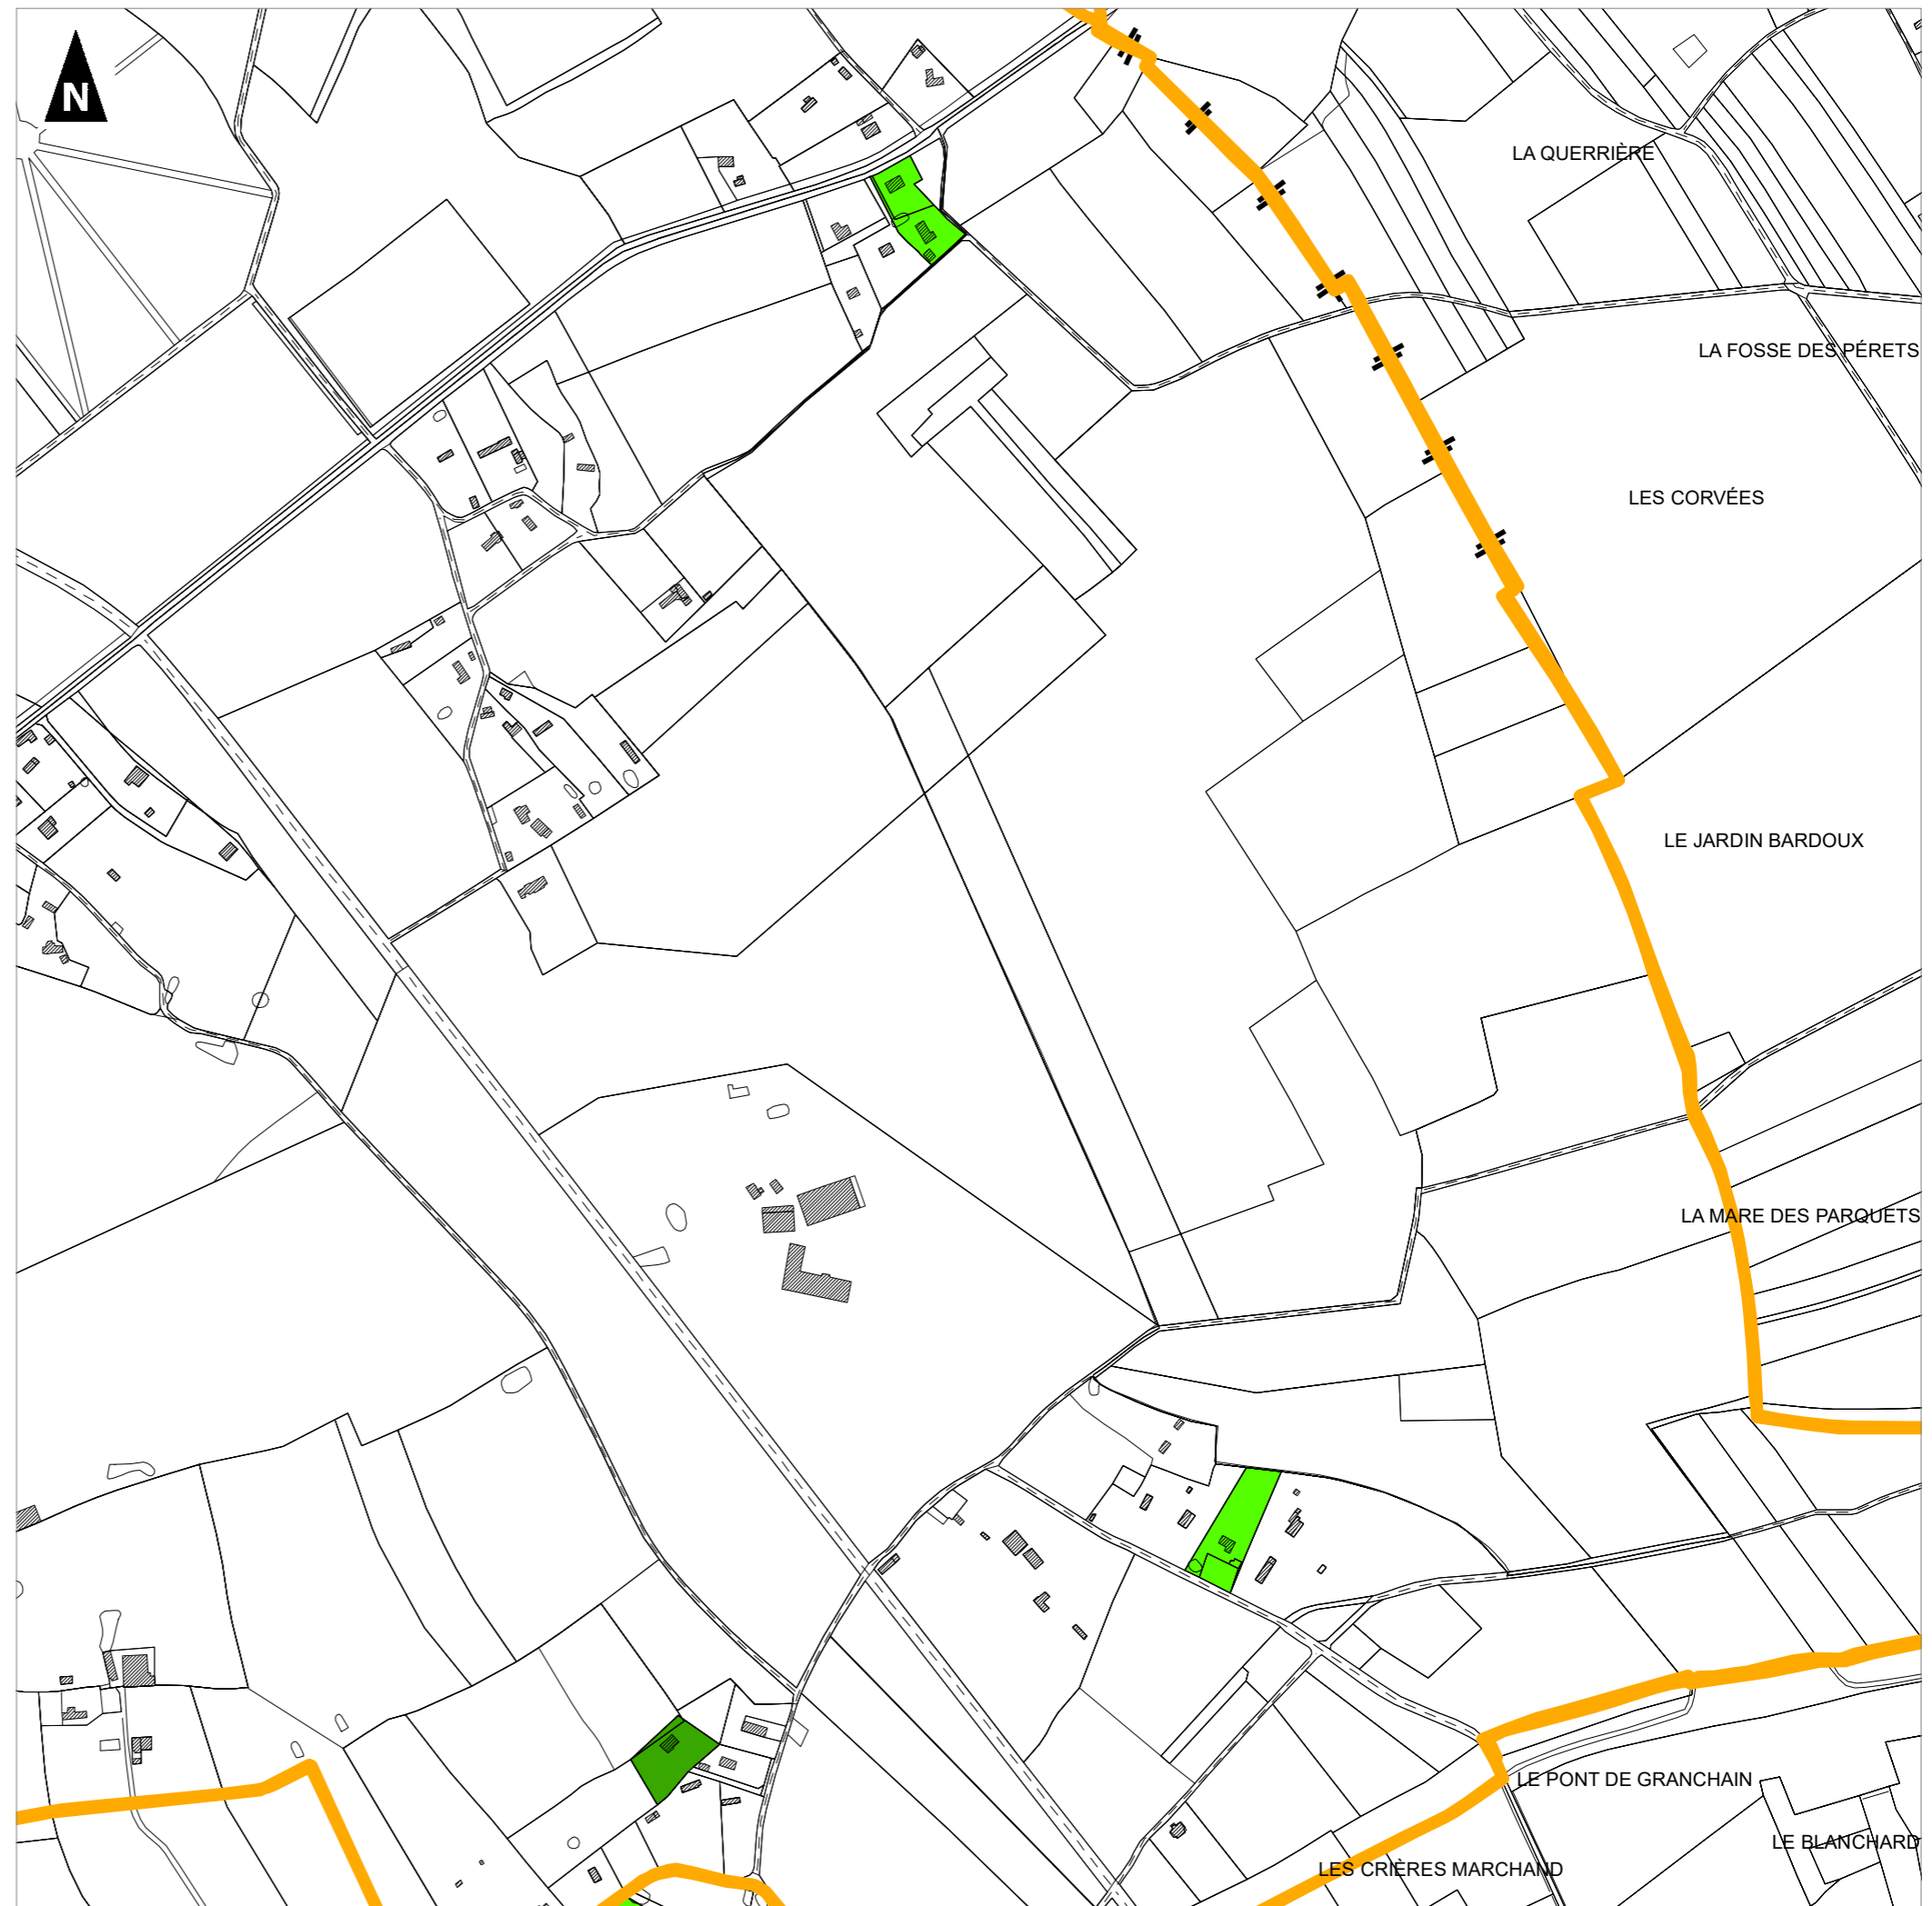 N
LA QUERRIÈRE
LA FOSSE DES PÉRETS
LES CORVÉES
LE JARDIN BARDOUX
LA MARE DES PARQUETS
LE PONT DE GRANCHAIN
LE BLANCHARD
LES CRIÈRES MARCHAND